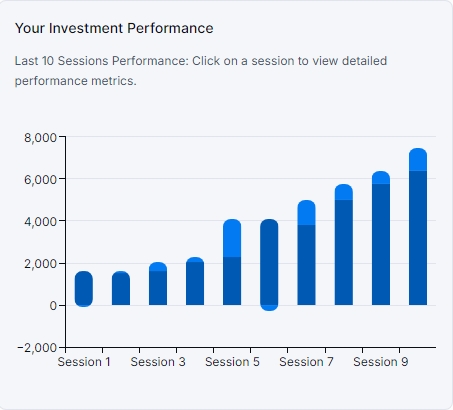 Your Investment Performance
Last 10 Sessions Performance: Click on a session to view detailed
performance metrics.
8,000
6,000
4,000
2,000
0
−2,000
Session 1 Session 3 Session 5 Session 7 Session 9